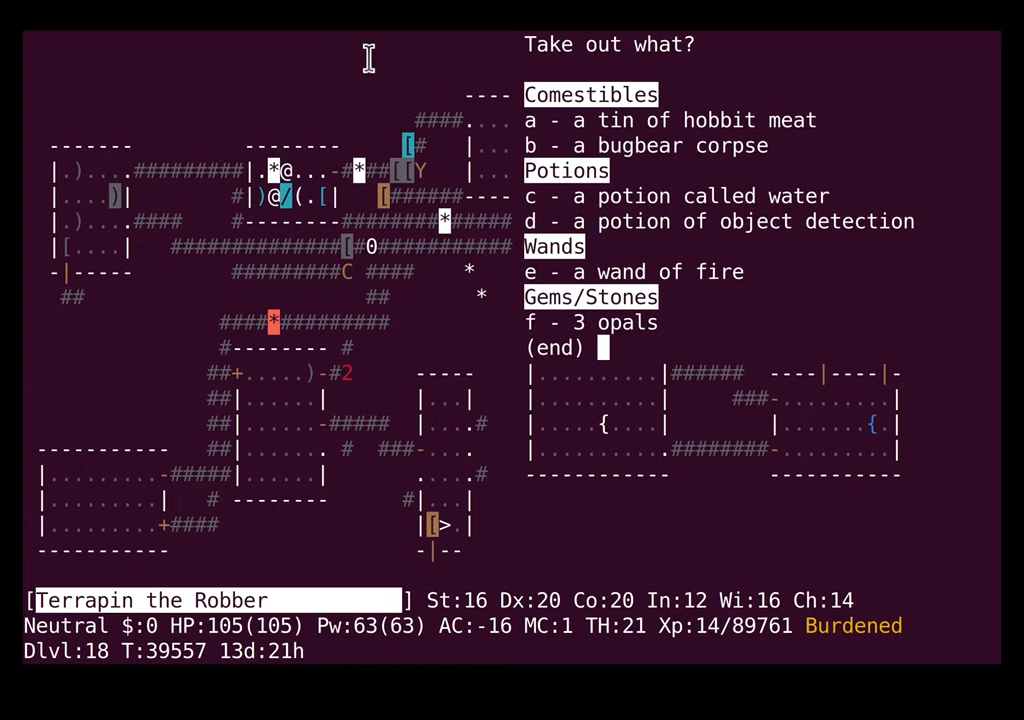 Take out what?
Comestibles
a - a tin of hobbit meat
b - a bugbear corpse
Potions
c - a potion called water
d - a potion of object detection
Wands
e - a wand of fire
Gems/Stones
f - 3 opals
(end)
[Terrapin the Robber ] St:16 Dx:20 Co:20 In:12 Wi:16 Ch:14
Neutral $:0 HP:105(105) Pw:63(63) AC:-16 MC:1 TH:21 Xp:14/89761 Burdened
Dlvl:18 T:39557 13d:21h